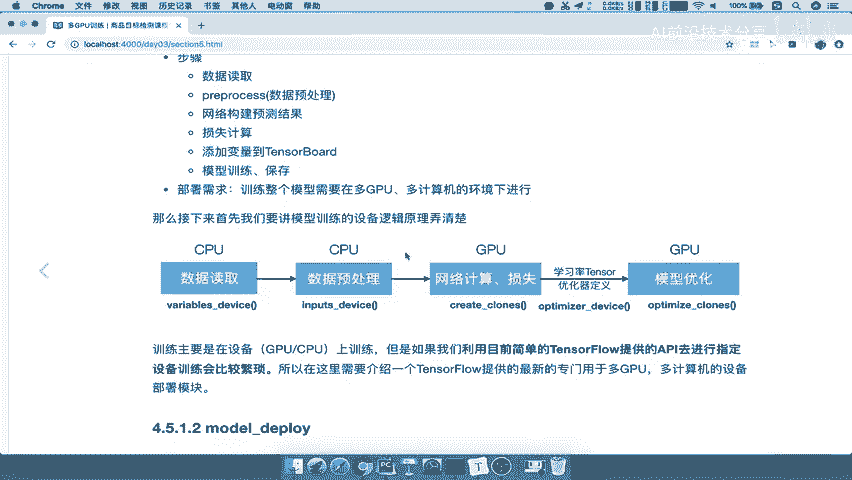 Chrome 文件 修改 视图 历史记录 书签 其他人 电动窗 帮助
100%
多GPU训练 | 商品目标检测课程
AI前沿技术分享
localhost:4000/day03/section5.html
步骤
数据读取
preprocess(数据预处理)
网络构建预测结果
损失计算
添加变量到TensorBoard
模型训练、保存
部署需求：训练整个模型需要在多GPU、多计算机的环境下进行
那么接下来首先我们要讲模型训练的设备逻辑原理弄清楚
CPU CPU GPU GPU
数据读取 数据预处理 网络计算、损失 学习率Tensor 模型优化
优化器定义
variables_device() inputs_device() create_clones() optimizer_device() optimize_clones()
训练主要是在设备（GPU/CPU）上训练，但是如果我们利用目前简单的TensorFlow提供的API去进行指定
设备训练会比较繁琐。所以在这里需要介绍一个TensorFlow提供的最新的专门用于多GPU，多计算机的设备
部署模块。
4.5.1.2 model_deploy